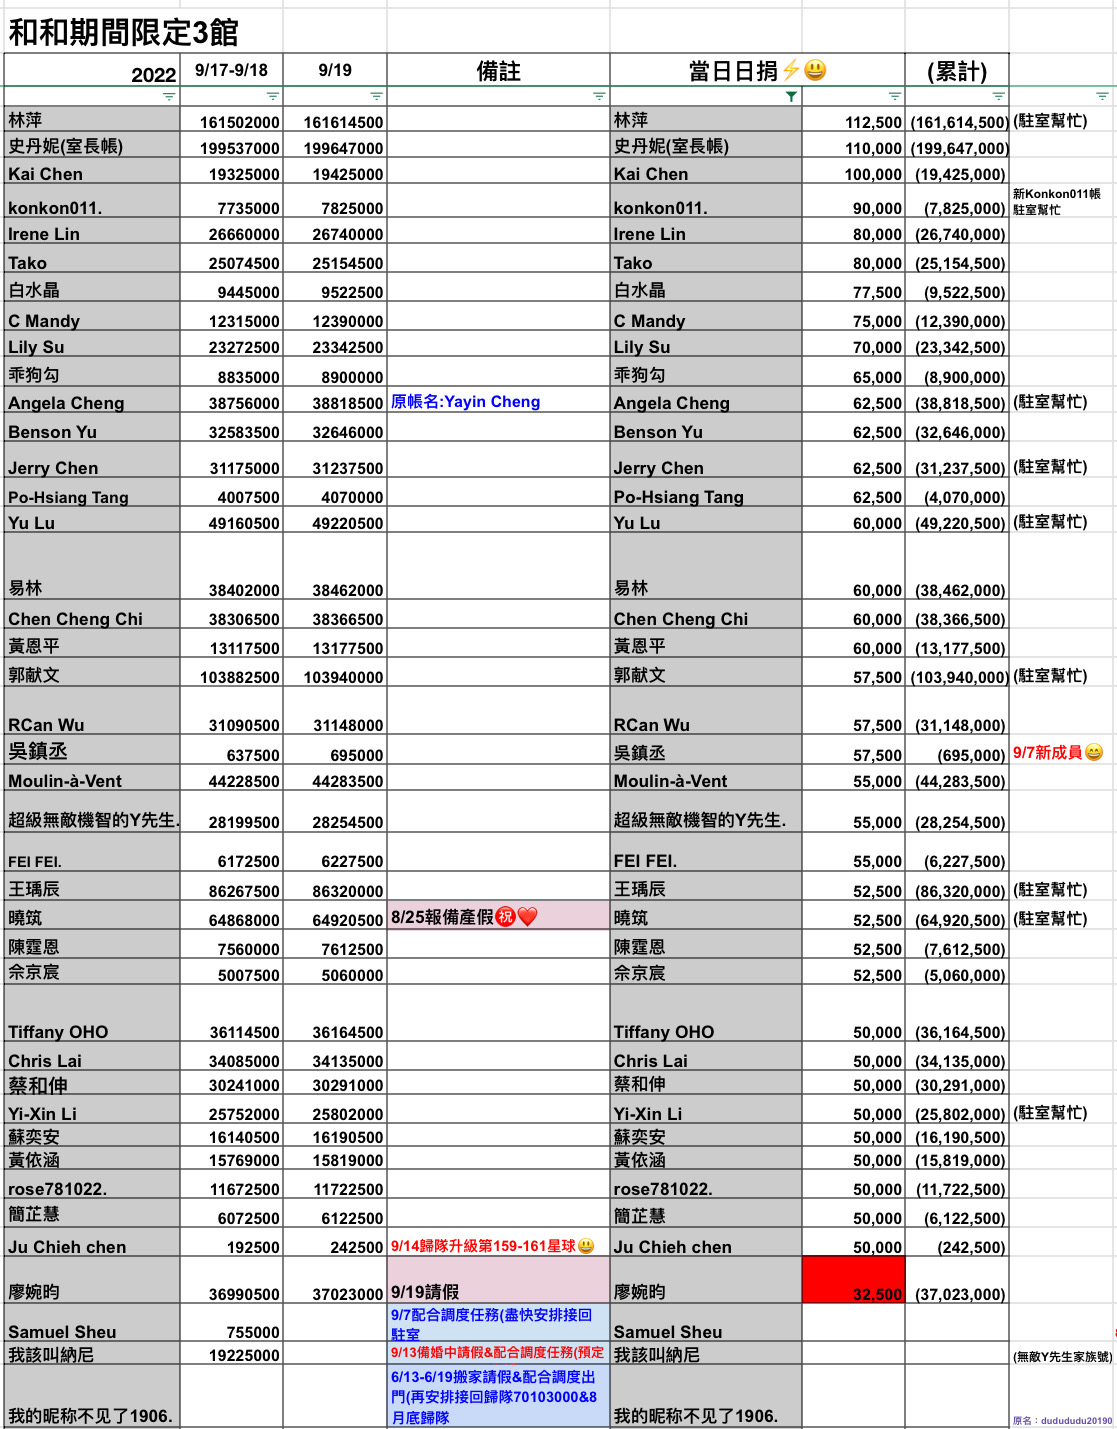 和和期間限定3館
2022 9/17-9/18 9/19 備註 當日日捐⚡😃 (累計)
林萍 161502000 161614500 林萍 112,500 (161,614,500) (駐室幫忙)
史丹妮(室長帳) 199537000 199647000 史丹妮(室長帳) 110,000 (199,647,000)
Kai Chen 19325000 19425000 Kai Chen 100,000 (19,425,000)
新Konkon011帳
konkon011. 7735000 7825000 konkon011. 90,000 (7,825,000) 駐室幫忙
Irene Lin 26660000 26740000 Irene Lin 80,000 (26,740,000)
Tako 25074500 25154500 Tako 80,000 (25,154,500)
白水晶 9445000 9522500 白水晶 77,500 (9,522,500)
C Mandy 12315000 12390000 C Mandy 75,000 (12,390,000)
Lily Su 23272500 23342500 Lily Su 70,000 (23,342,500)
乖狗勾 8835000 8900000 乖狗勾 65,000 (8,900,000)
Angela Cheng 38756000 38818500 原帳名:Yayin Cheng Angela Cheng 62,500 (38,818,500) (駐室幫忙)
Benson Yu 32583500 32646000 Benson Yu 62,500 (32,646,000)
Jerry Chen 31175000 31237500 Jerry Chen 62,500 (31,237,500) (駐室幫忙)
Po-Hsiang Tang 4007500 4070000 Po-Hsiang Tang 62,500 (4,070,000)
Yu Lu 49160500 49220500 Yu Lu 60,000 (49,220,500) (駐室幫忙)
易林 38402000 38462000 易林 60,000 (38,462,000)
Chen Cheng Chi 38306500 38366500 Chen Cheng Chi 60,000 (38,366,500)
黃恩平 13117500 13177500 黃恩平 60,000 (13,177,500)
郭献文 103882500 103940000 郭献文 57,500 (103,940,000) (駐室幫忙)
RCan Wu 31090500 31148000 RCan Wu 57,500 (31,148,000)
吳鎮丞 637500 695000 吳鎮丞 57,500 (695,000) 9/7新成員😄
Moulin-à-Vent 44228500 44283500 Moulin-à-Vent 55,000 (44,283,500)
超級無敵機智的Y先生. 28199500 28254500 超級無敵機智的Y先生. 55,000 (28,254,500)
FEI FEI. 6172500 6227500 FEI FEI. 55,000 (6,227,500)
王瑀辰 86267500 86320000 王瑀辰 52,500 (86,320,000) (駐室幫忙)
曉筑 64868000 64920500 8/25報備產假㊗️❤️ 曉筑 52,500 (64,920,500) (駐室幫忙)
陳霆恩 7560000 7612500 陳霆恩 52,500 (7,612,500)
佘京宸 5007500 5060000 佘京宸 52,500 (5,060,000)
Tiffany OHO 36114500 36164500 Tiffany OHO 50,000 (36,164,500)
Chris Lai 34085000 34135000 Chris Lai 50,000 (34,135,000)
蔡和伸 30241000 30291000 蔡和伸 50,000 (30,291,000)
Yi-Xin Li 25752000 25802000 Yi-Xin Li 50,000 (25,802,000) (駐室幫忙)
蘇奕安 16140500 16190500 蘇奕安 50,000 (16,190,500)
黃依涵 15769000 15819000 黃依涵 50,000 (15,819,000)
rose781022. 11672500 11722500 rose781022. 50,000 (11,722,500)
簡芷慧 6072500 6122500 簡芷慧 50,000 (6,122,500)
Ju Chieh chen 192500 242500 9/14歸隊升級第159-161星球😃 Ju Chieh chen 50,000 (242,500)
廖婉昀 36990500 37023000 9/19請假 廖婉昀 32,500 (37,023,000)
9/7配合調度任務(盡快安排接回
Samuel Sheu 755000 駐室 Samuel Sheu
我該叫納尼 19225000 9/13備婚中請假&配合調度任務(預定 我該叫納尼 (無敵Y先生家族號)
6/13-6/19搬家請假&配合調度出
門(再安排接回歸隊70103000&8
我的昵称不见了1906. 月底歸隊 我的昵称不见了1906. 原名：dudududu20190